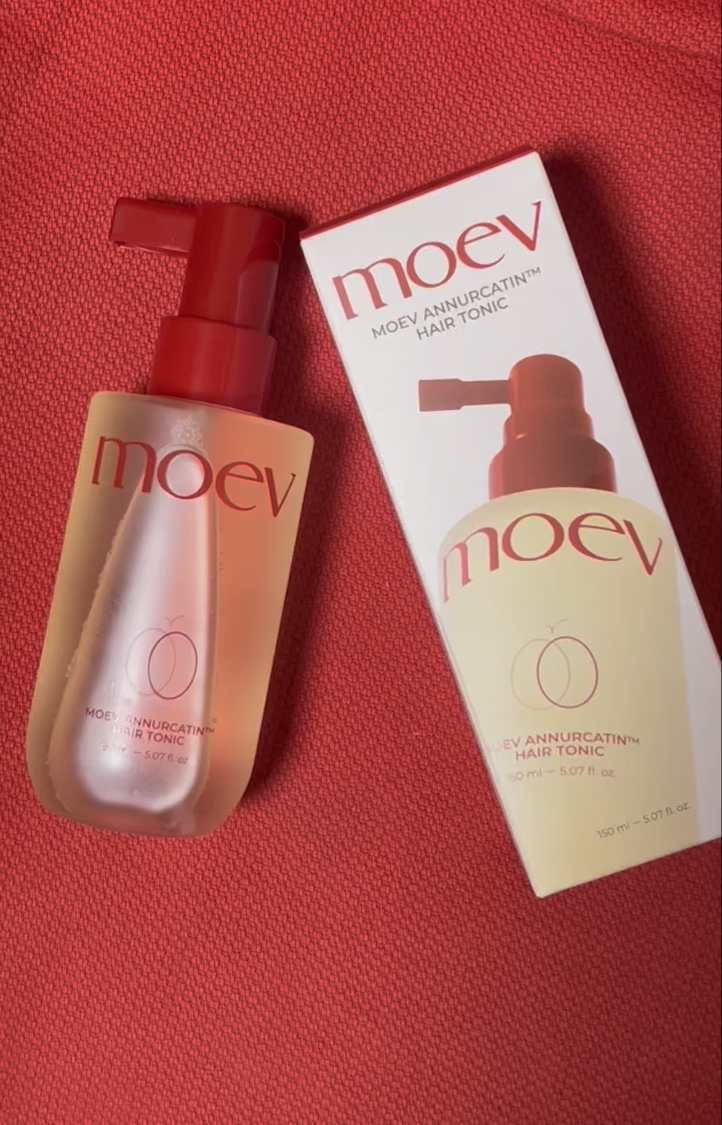 moev
MOEV ANNURCATIN™
HAIR TONIC
5.07 fl. oz.
moev
MOEV ANNURCATIN™
HAIR TONIC
moev
MOEV ANNURCATIN™
HAIR TONIC
150 ml — 5.07 fl. oz.
150 ml — 5.07 fl. oz.